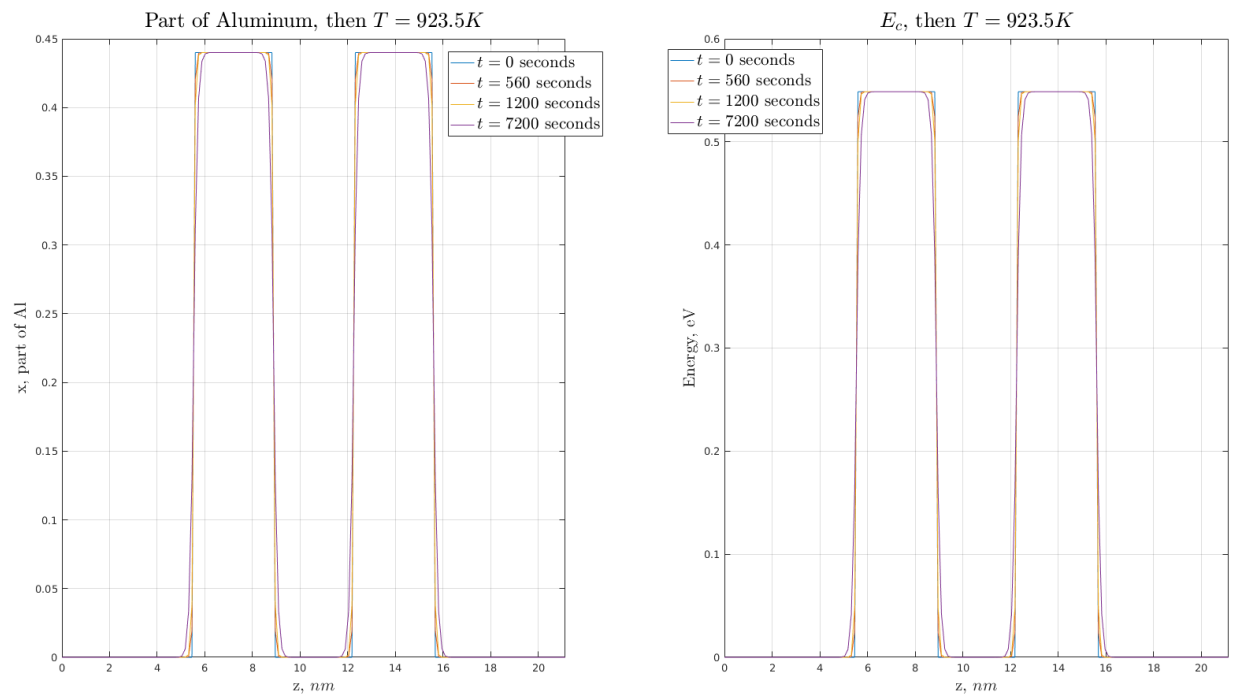 Part of Aluminum, then T = 923.5K
0.45
0.4
0.35
0.3
0.25
0.2
0.15
0.1
0.05
0
x, part of Al
0 2 4 6 8 10 12 14 16 18 20
z, nm
t = 0 seconds
t = 560 seconds
t = 1200 seconds
t = 7200 seconds
E_c, then T = 923.5K
0.6
0.5
0.4
0.3
0.2
0.1
0
Energy, eV
0 2 4 6 8 10 12 14 16 18 20
z, nm
t = 0 seconds
t = 560 seconds
t = 1200 seconds
t = 7200 seconds